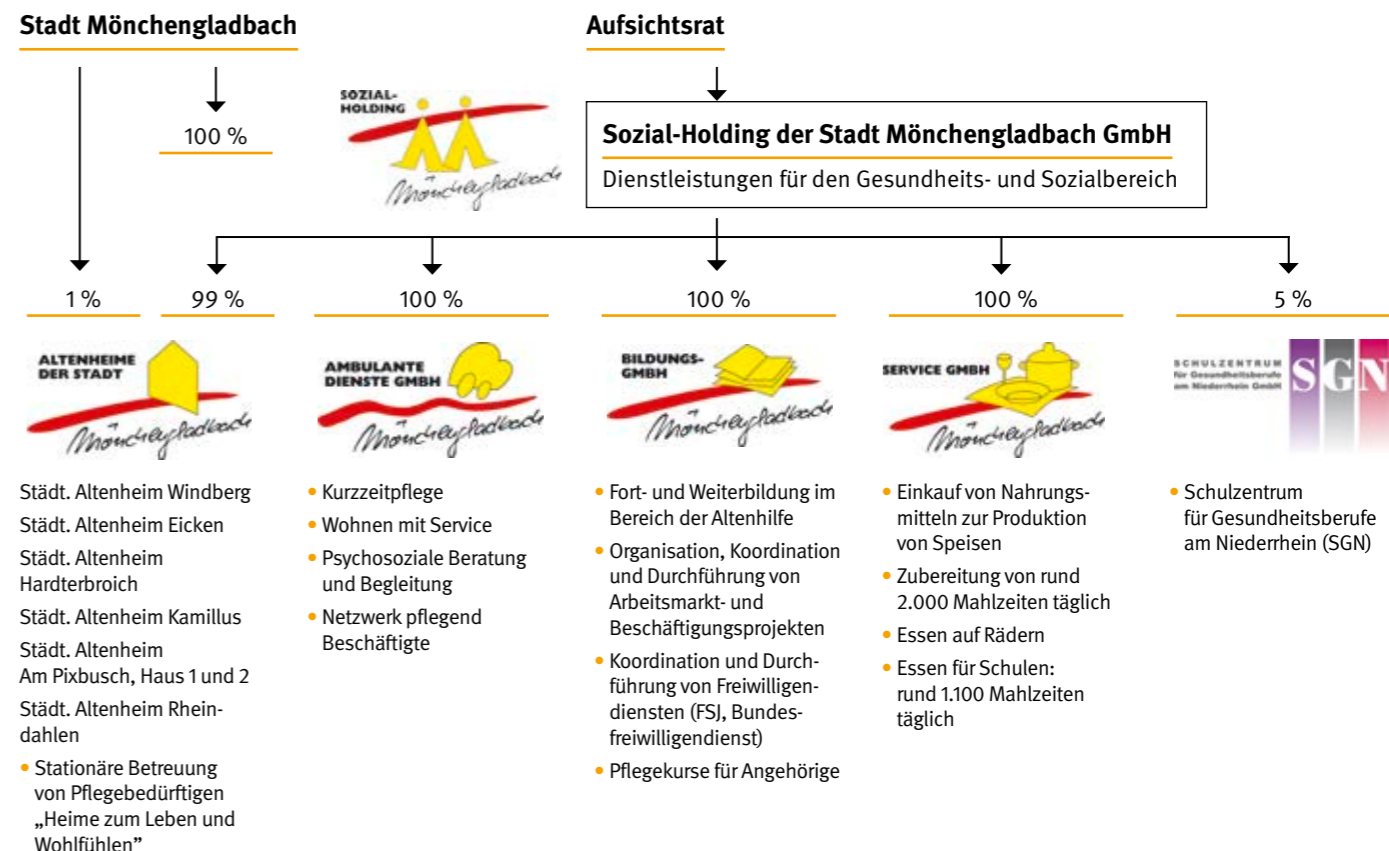 Stadt Mönchengladbach
Aufsichtsrat
100 %
SOZIAL-
HOLDING
Mönchengladbach
Sozial-Holding der Stadt Mönchengladbach GmbH
Dienstleistungen für den Gesundheits- und Sozialbereich
1 %
99 %
100 %
100 %
100 %
5 %
ALTENHEIME
DER STADT
Mönchengladbach
AMBULANTE
DIENSTE GMBH
Mönchengladbach
BILDUNGS-
GMBH
Mönchengladbach
SERVICE GMBH
Mönchengladbach
SCHULZENTRUM
für Gesundheitsberufe
am Niederrhein GmbH
SGN
Städt. Altenheim Windberg
Städt. Altenheim Eicken
Städt. Altenheim
Hardterbroich
Städt. Altenheim Kamillus
Städt. Altenheim
Am Pixbusch, Haus 1 und 2
Städt. Altenheim Rhein-
dahlen
• Stationäre Betreuung
von Pflegebedürftigen
„Heime zum Leben und
Wohlfühlen”
• Kurzzeitpflege
• Wohnen mit Service
• Psychosoziale Beratung
und Begleitung
• Netzwerk pflegend
Beschäftigte
• Fort- und Weiterbildung im
Bereich der Altenhilfe
• Organisation, Koordination
und Durchführung von
Arbeitsmarkt- und
Beschäftigungsprojekten
• Koordination und Durch-
führung von Freiwilligen-
diensten (FSJ, Bundes-
freiwilligendienst)
• Pflegekurse für Angehörige
• Einkauf von Nahrungs-
mitteln zur Produktion
von Speisen
• Zubereitung von rund
2.000 Mahlzeiten täglich
• Essen auf Rädern
• Essen für Schulen:
rund 1.100 Mahlzeiten
täglich
• Schulzentrum
für Gesundheitsberufe
am Niederrhein (SGN)